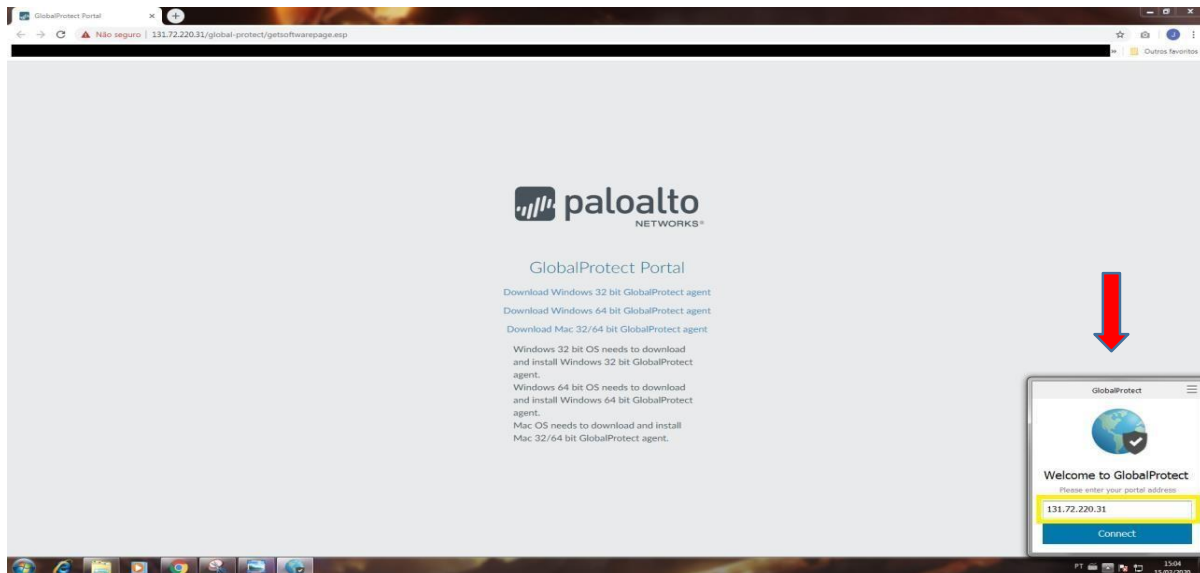 GlobalProtect Portal
Não seguro | 131.72.220.31/global-protect/getsoftwarepage.esp
J
» Outros favoritos
paloalto
NETWORKS®
GlobalProtect Portal
Download Windows 32 bit GlobalProtect agent
Download Windows 64 bit GlobalProtect agent
Download Mac 32/64 bit GlobalProtect agent
Windows 32 bit OS needs to download
and install Windows 32 bit GlobalProtect
agent.
Windows 64 bit OS needs to download
and install Windows 64 bit GlobalProtect
agent.
Mac OS needs to download and install
Mac 32/64 bit GlobalProtect agent.
GlobalProtect
Welcome to GlobalProtect
Please enter your portal address
131.72.220.31
Connect
PT 15:04
15/03/2020